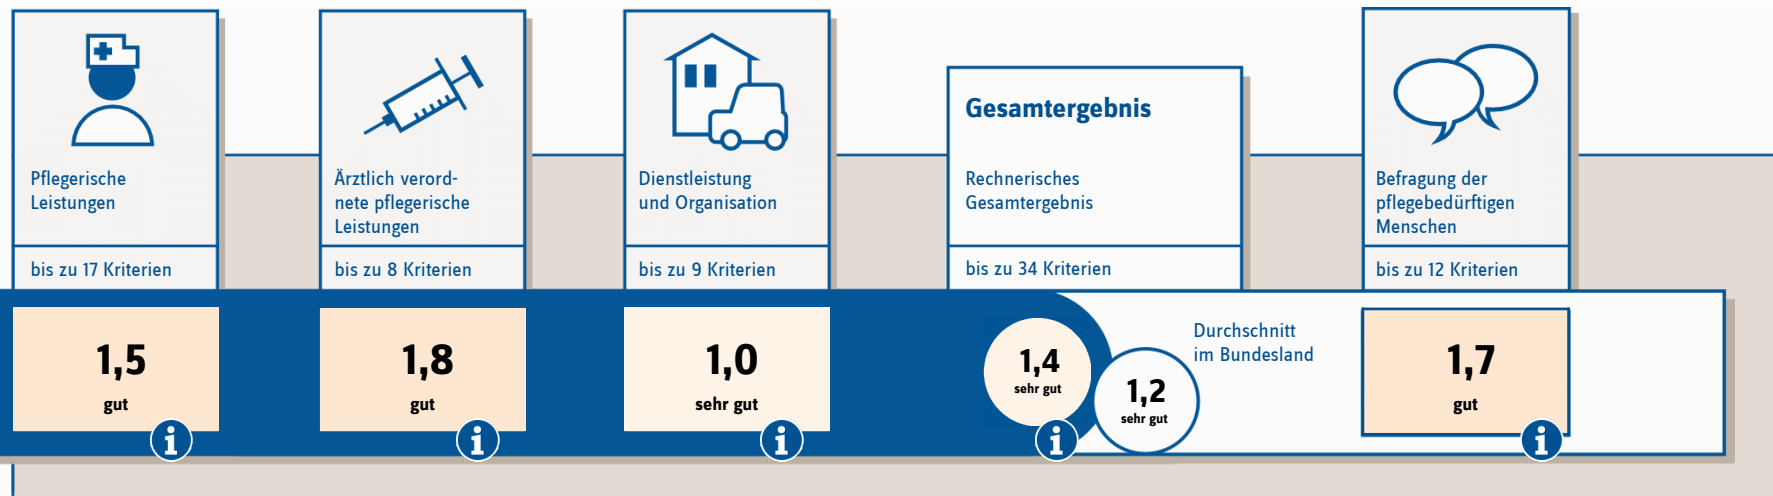 Pflegerische
Leistungen
bis zu 17 Kriterien
1,5
gut
i
Ärztlich verord-
nete pflegerische
Leistungen
bis zu 8 Kriterien
1,8
gut
i
Dienstleistung
und Organisation
bis zu 9 Kriterien
1,0
sehr gut
i
Gesamtergebnis
Rechnerisches
Gesamtergebnis
bis zu 34 Kriterien
1,4
sehr gut
i
1,2
sehr gut
Durchschnitt
im Bundesland
Befragung der
pflegebedürftigen
Menschen
bis zu 12 Kriterien
1,7
gut
i